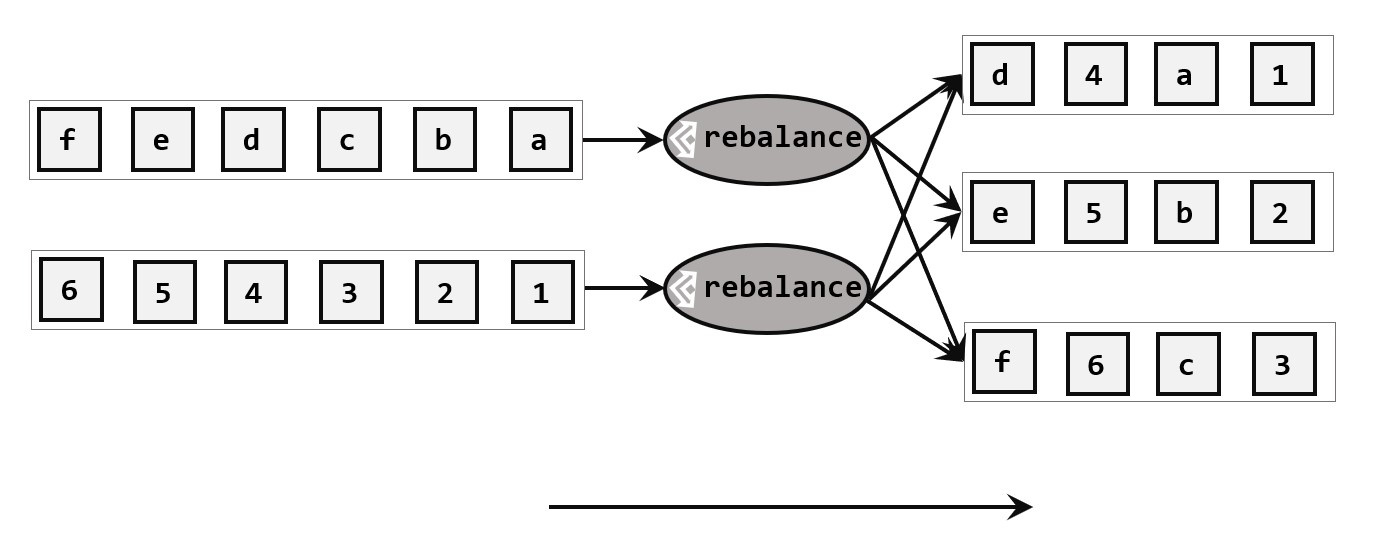 f e d c b a
rebalance
6 5 4 3 2 1
rebalance
d 4 a 1
e 5 b 2
f 6 c 3